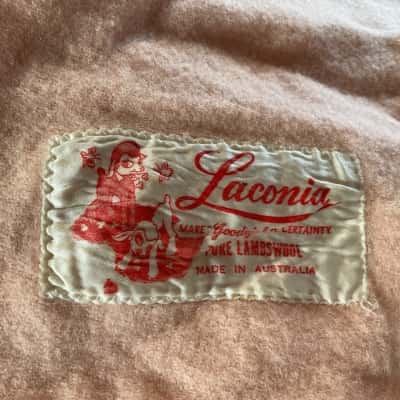 Laconia
MAKE "Goody" a CERTAINTY
PURE LAMBSWOOL
MADE IN AUSTRALIA